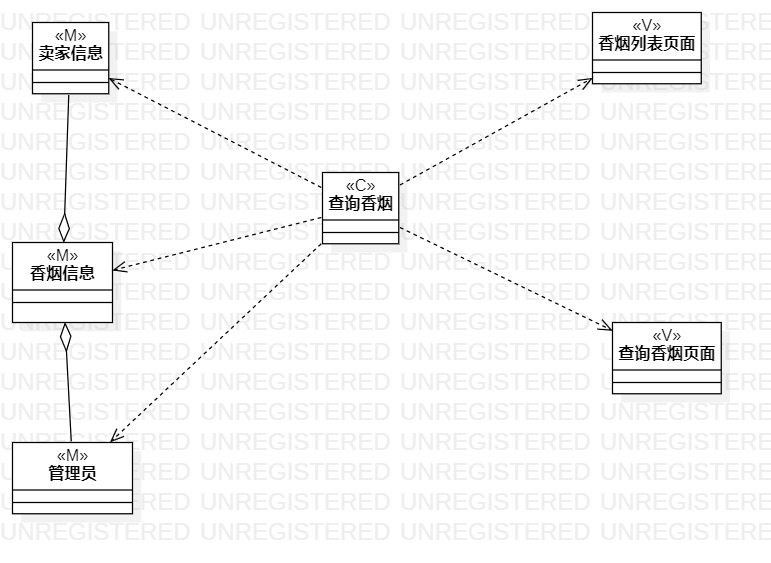 «M»
卖家信息
«V»
香烟列表页面
«C»
查询香烟
«M»
香烟信息
«V»
查询香烟页面
«M»
管理员
UNREGISTERED UNREGISTERED UNREGISTERED UNREGISTERE